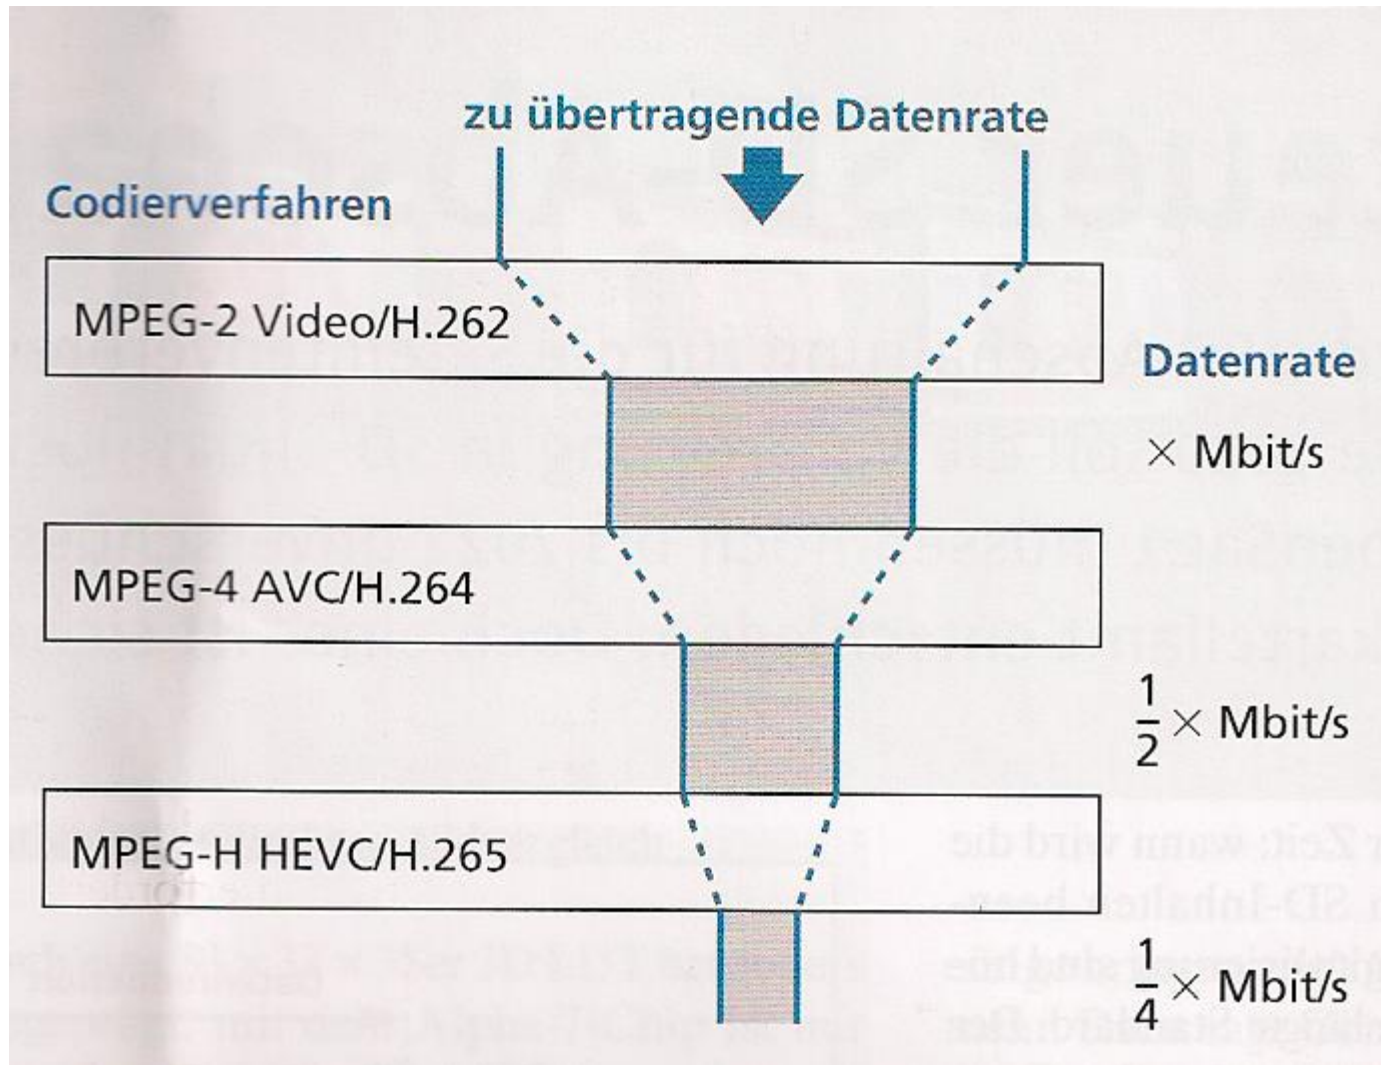 zu übertragende Datenrate
Codierverfahren
MPEG-2 Video/H.262
Datenrate
× Mbit/s
MPEG-4 AVC/H.264
1/2 × Mbit/s
MPEG-H HEVC/H.265
1/4 × Mbit/s